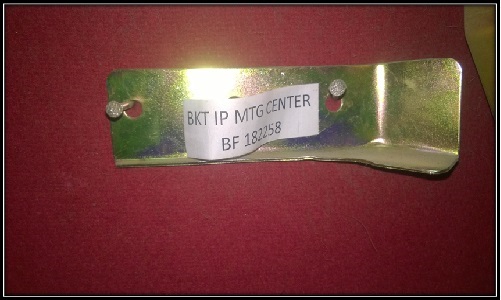 BKT IP MTG CENTER
BF 182258